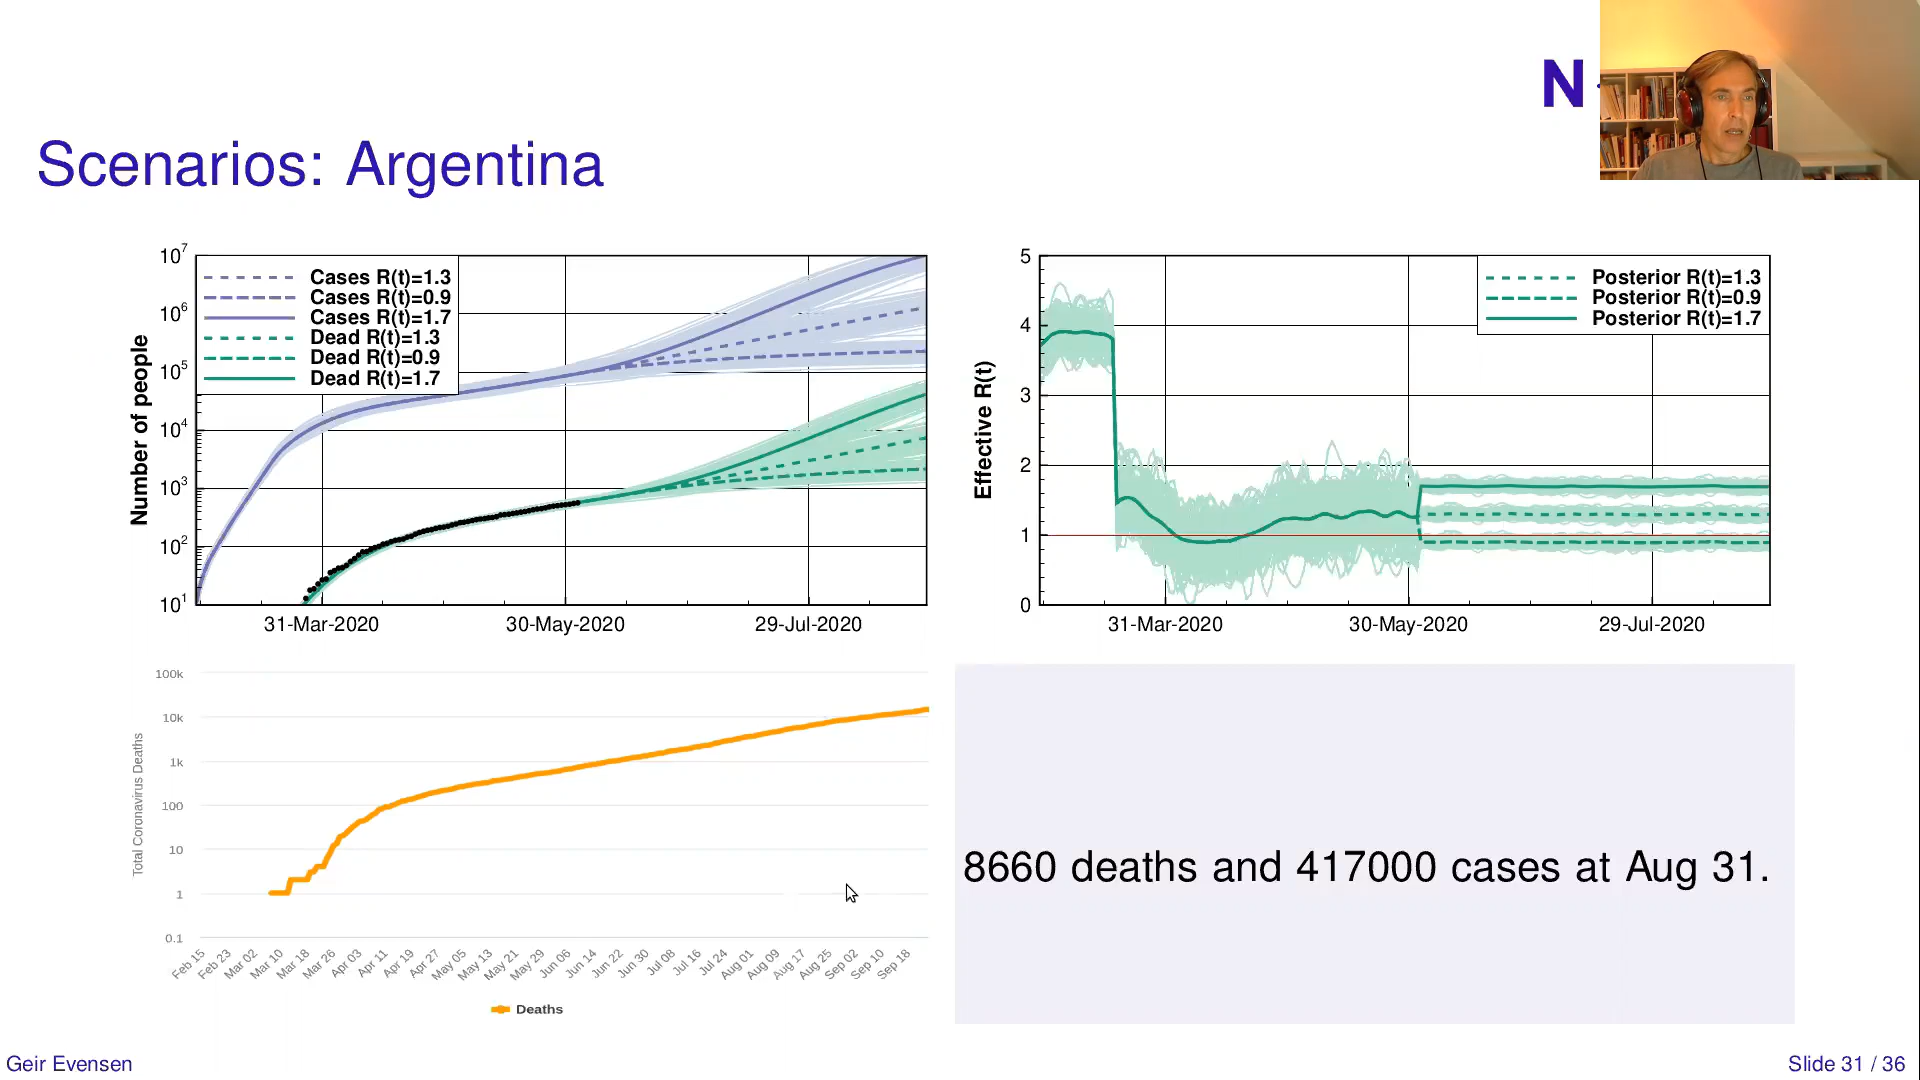 N
Scenarios: Argentina
10^7
10^6
10^5
10^4
10^3
10^2
10^1
Number of people
Cases R(t)=1.3
Cases R(t)=0.9
Cases R(t)=1.7
Dead R(t)=1.3
Dead R(t)=0.9
Dead R(t)=1.7
31-Mar-2020
30-May-2020
29-Jul-2020
5
4
3
2
1
0
Effective R(t)
Posterior R(t)=1.3
Posterior R(t)=0.9
Posterior R(t)=1.7
31-Mar-2020
30-May-2020
29-Jul-2020
100k
10k
1k
100
10
1
0.1
Total Coronavirus Deaths
Feb 15
Feb 23
Mar 02
Mar 10
Mar 18
Mar 26
Apr 03
Apr 11
Apr 19
Apr 27
May 05
May 13
May 21
May 29
Jun 06
Jun 14
Jun 22
Jun 30
Jul 08
Jul 16
Jul 24
Aug 01
Aug 09
Aug 17
Aug 25
Sep 02
Sep 10
Sep 18
Deaths
8660 deaths and 417000 cases at Aug 31.
Geir Evensen
Slide 31 / 36